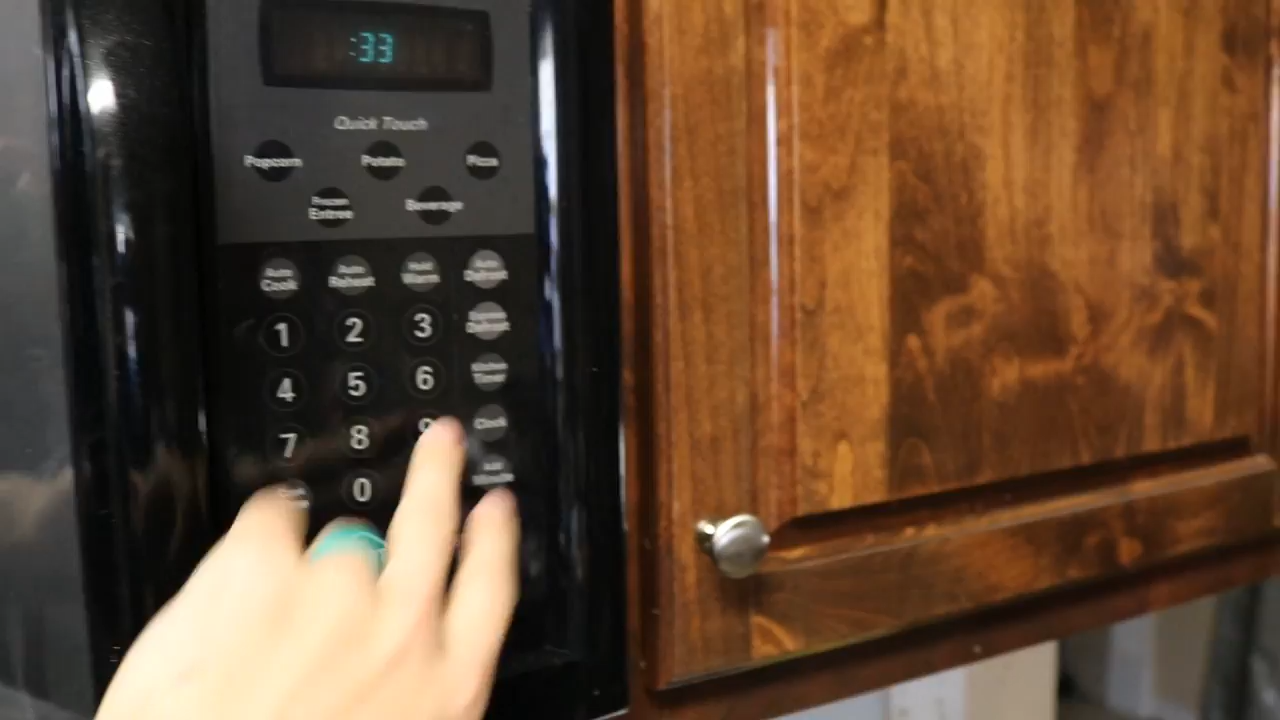 :33
Quick Touch
Popcorn Potato Pizza
Frozen Entree Beverage
Auto Cook Auto Reheat Hold Warm Auto Defrost
1 2 3 Defrost
4 5 6 Kitchen Timer
7 8 9 Clock
0 Add Minute